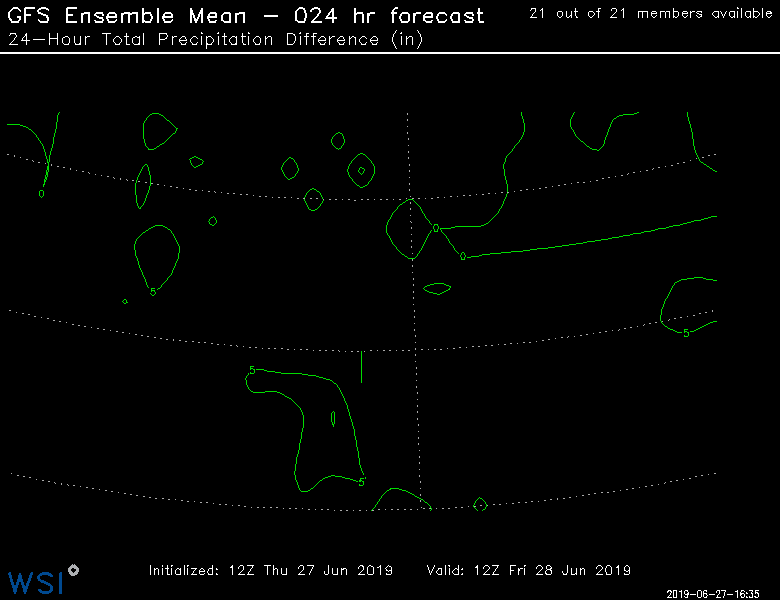 GFS Ensemble Mean – 024 hr forecast
21 out of 21 members available
24–Hour Total Precipitation Difference (in)
0
0
0
5
5
5
5
Initialized: 12Z Thu 27 Jun 2019 Valid: 12Z Fri 28 Jun 2019
WSI
2019–06–27–16:35